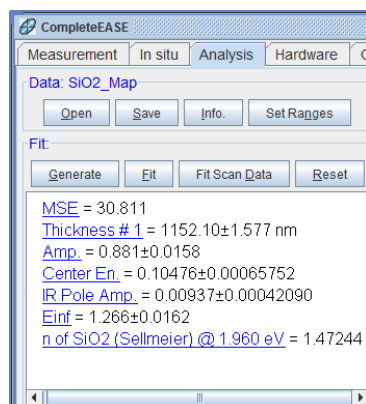 CompleteEASE
Measurement In situ Analysis Hardware
Data: SiO2_Map
Open Save Info. Set Ranges
Fit:
Generate Fit Fit Scan Data Reset
MSE = 30.811
Thickness # 1 = 1152.10±1.577 nm
Amp. = 0.881±0.0158
Center En. = 0.10476±0.00065752
IR Pole Amp. = 0.00937±0.00042090
Einf = 1.266±0.0162
n of SiO2 (Sellmeier) @ 1.960 eV = 1.47244